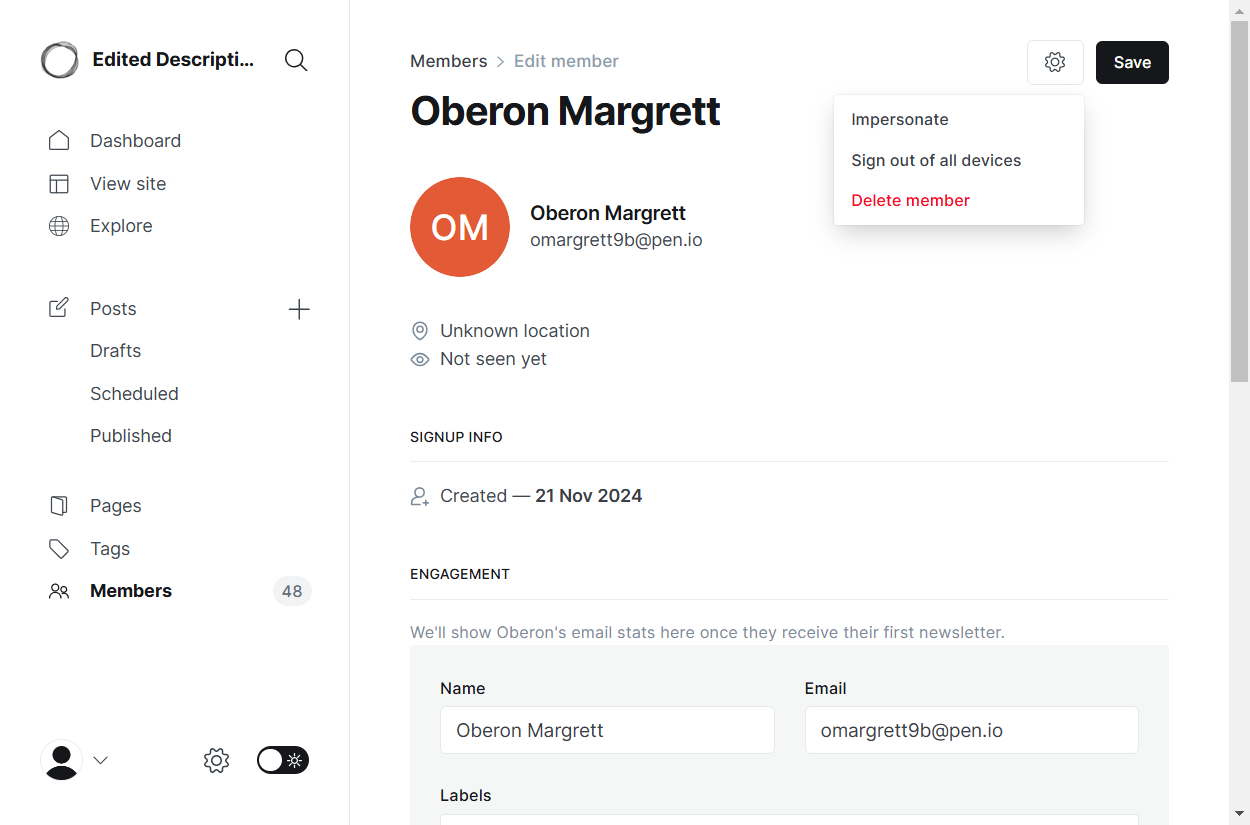 Edited Descripti...
Dashboard
View site
Explore
Posts
Drafts
Scheduled
Published
Pages
Tags
Members 48
Members > Edit member
Save
Oberon Margrett
Impersonate
Sign out of all devices
Delete member
OM
Oberon Margrett
omargrett9b@pen.io
Unknown location
Not seen yet
SIGNUP INFO
Created — 21 Nov 2024
ENGAGEMENT
We'll show Oberon's email stats here once they receive their first newsletter.
Name Email
Oberon Margrett omargrett9b@pen.io
Labels